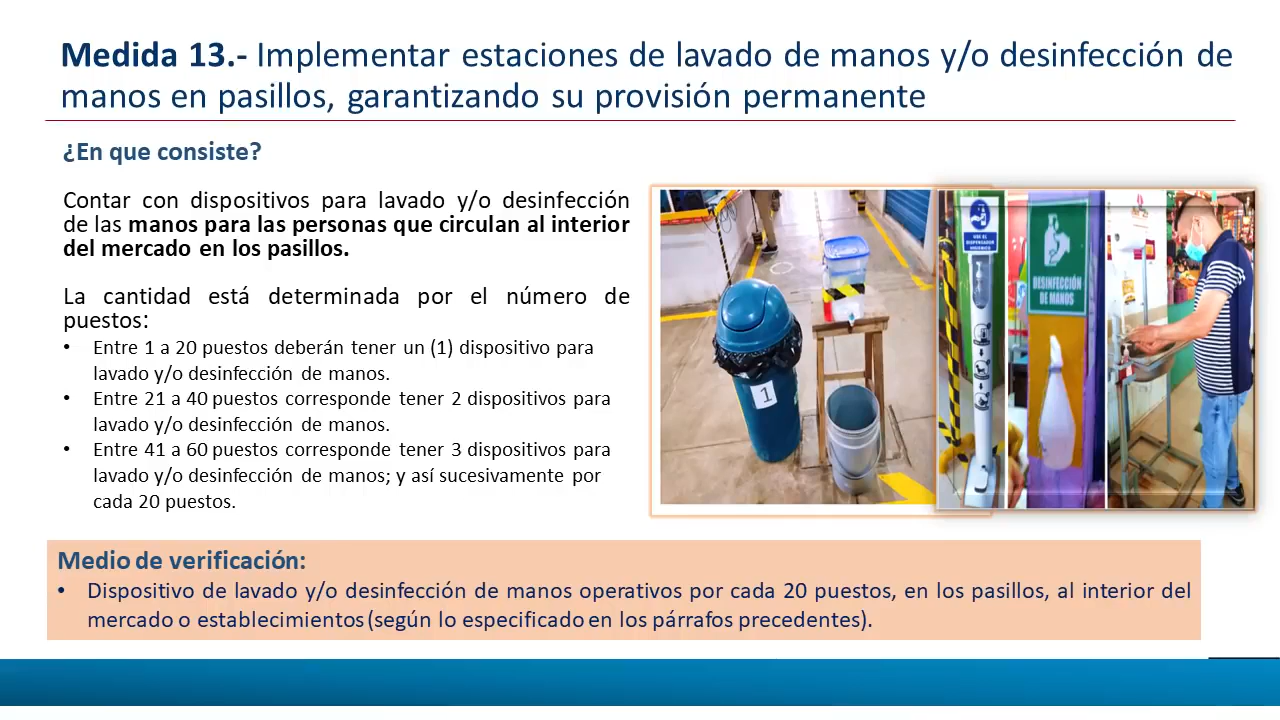 Medida 13.- Implementar estaciones de lavado de manos y/o desinfección de
manos en pasillos, garantizando su provisión permanente
¿En que consiste?
Contar con dispositivos para lavado y/o desinfección
de las manos para las personas que circulan al interior
del mercado en los pasillos.
La cantidad está determinada por el número de
puestos:
• Entre 1 a 20 puestos deberán tener un (1) dispositivo para
lavado y/o desinfección de manos.
• Entre 21 a 40 puestos corresponde tener 2 dispositivos para
lavado y/o desinfección de manos.
• Entre 41 a 60 puestos corresponde tener 3 dispositivos para
lavado y/o desinfección de manos; y así sucesivamente por
cada 20 puestos.
1
USE EL
DISPENSADOR
DESINFECCIÓN
DE MANOS
Medio de verificación:
• Dispositivo de lavado y/o desinfección de manos operativos por cada 20 puestos, en los pasillos, al interior del
mercado o establecimientos (según lo especificado en los párrafos precedentes).